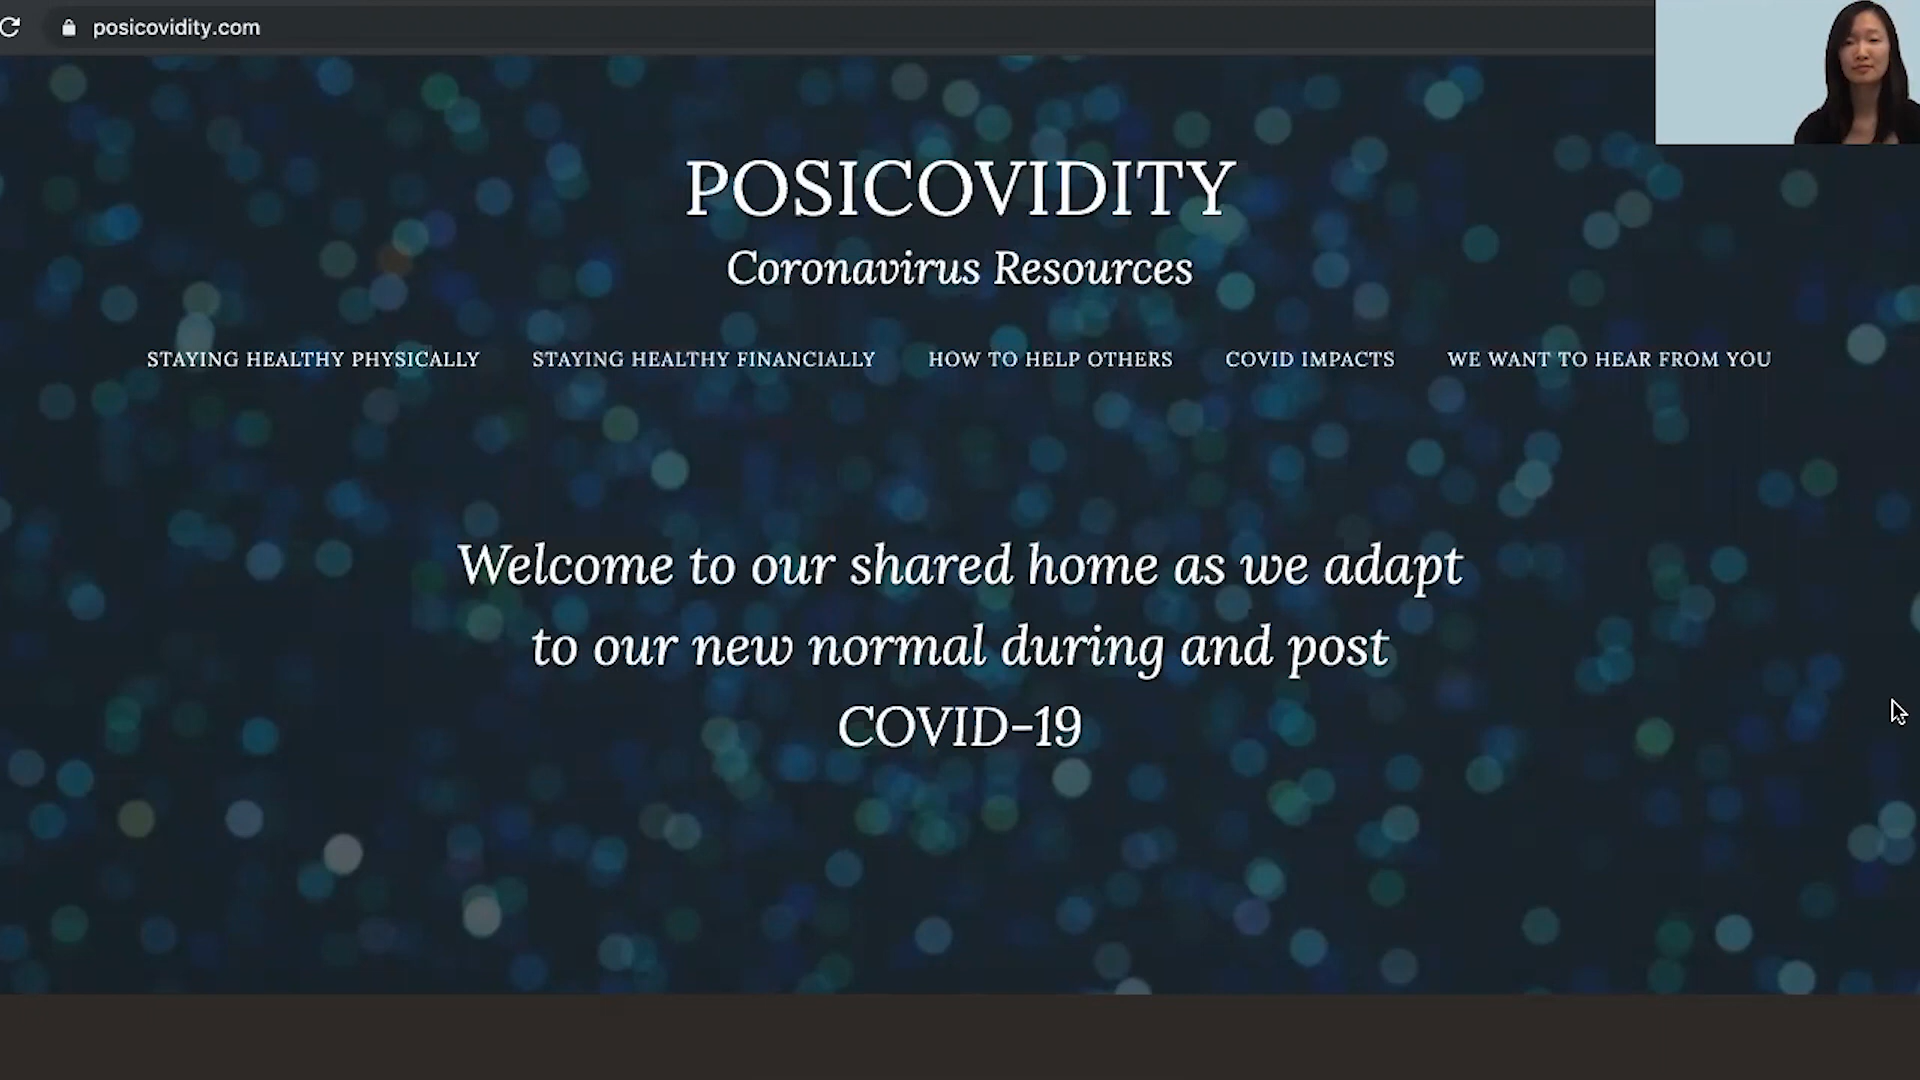 posicovidity.com
POSICOVIDITY
Coronavirus Resources
STAYING HEALTHY PHYSICALLY STAYING HEALTHY FINANCIALLY HOW TO HELP OTHERS COVID IMPACTS WE WANT TO HEAR FROM YOU
Welcome to our shared home as we adapt
to our new normal during and post
COVID-19